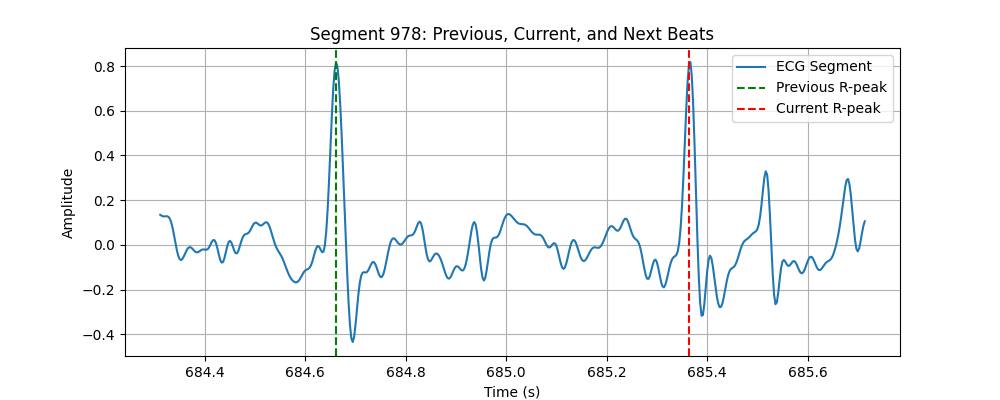 Segment 978: Previous, Current, and Next Beats
ECG Segment
Previous R-peak
Current R-peak
Amplitude
0.8
0.6
0.4
0.2
0.0
−0.2
−0.4
684.4 684.6 684.8 685.0 685.2 685.4 685.6
Time (s)